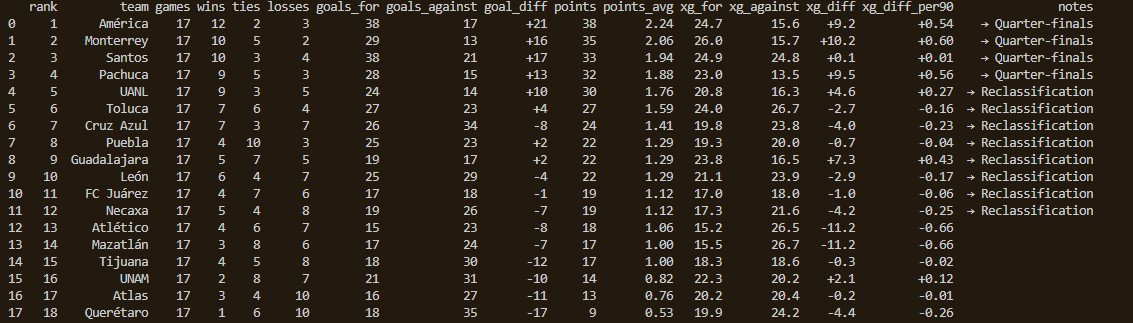 rank team games wins ties losses goals_for goals_against goal_diff points points_avg xg_for xg_against xg_diff xg_diff_per90 notes
0 1 América 17 12 2 3 38 17 +21 38 2.24 24.7 15.6 +9.2 +0.54 → Quarter-finals
1 2 Monterrey 17 10 5 2 29 13 +16 35 2.06 26.0 15.7 +10.2 +0.60 → Quarter-finals
2 3 Santos 17 10 3 4 38 21 +17 33 1.94 24.9 24.8 +0.1 +0.01 → Quarter-finals
3 4 Pachuca 17 9 5 3 28 15 +13 32 1.88 23.0 13.5 +9.5 +0.56 → Quarter-finals
4 5 UANL 17 9 3 5 24 14 +10 30 1.76 20.8 16.3 +4.6 +0.27 → Reclassification
5 6 Toluca 17 7 6 4 27 23 +4 27 1.59 24.0 26.7 -2.7 -0.16 → Reclassification
6 7 Cruz Azul 17 7 3 7 26 34 -8 24 1.41 19.8 23.8 -4.0 -0.23 → Reclassification
7 8 Puebla 17 4 10 3 25 23 +2 22 1.29 19.3 20.0 -0.7 -0.04 → Reclassification
8 9 Guadalajara 17 5 7 5 19 17 +2 22 1.29 23.8 16.5 +7.3 +0.43 → Reclassification
9 10 León 17 6 4 7 25 29 -4 22 1.29 21.1 23.9 -2.9 -0.17 → Reclassification
10 11 FC Juárez 17 4 7 6 17 18 -1 19 1.12 17.0 18.0 -1.0 -0.06 → Reclassification
11 12 Necaxa 17 5 4 8 19 26 -7 19 1.12 17.3 21.6 -4.2 -0.25 → Reclassification
12 13 Atlético 17 4 6 7 15 23 -8 18 1.06 15.2 26.5 -11.2 -0.66
13 14 Mazatlán 17 3 8 6 17 24 -7 17 1.00 15.5 26.7 -11.2 -0.66
14 15 Tijuana 17 4 5 8 18 30 -12 17 1.00 18.3 18.6 -0.3 -0.02
15 16 UNAM 17 2 8 7 21 31 -10 14 0.82 22.3 20.2 +2.1 +0.12
16 17 Atlas 17 3 4 10 16 27 -11 13 0.76 20.2 20.4 -0.2 -0.01
17 18 Querétaro 17 1 6 10 18 35 -17 9 0.53 19.9 24.2 -4.4 -0.26